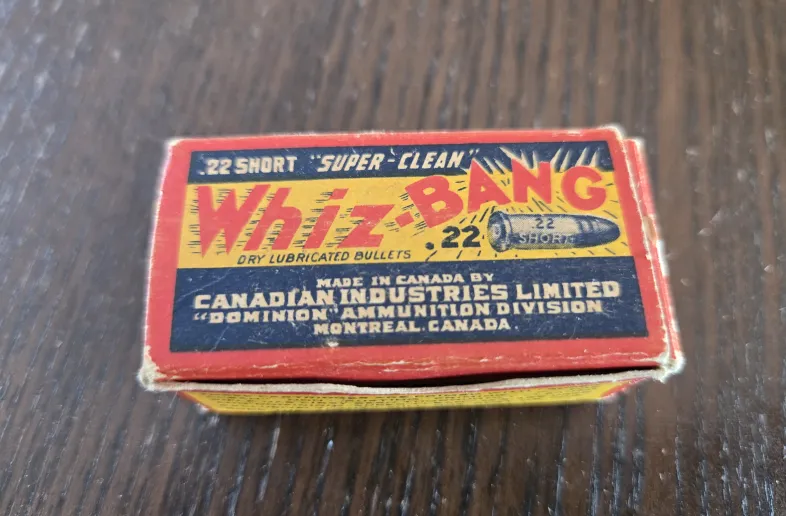 .22 SHORT "SUPER-CLEAN"
Whiz-BANG
.22
.22
SHORT
DRY LUBRICATED BULLETS
MADE IN CANADA BY
CANADIAN INDUSTRIES LIMITED
"DOMINION" AMMUNITION DIVISION
MONTREAL. CANADA